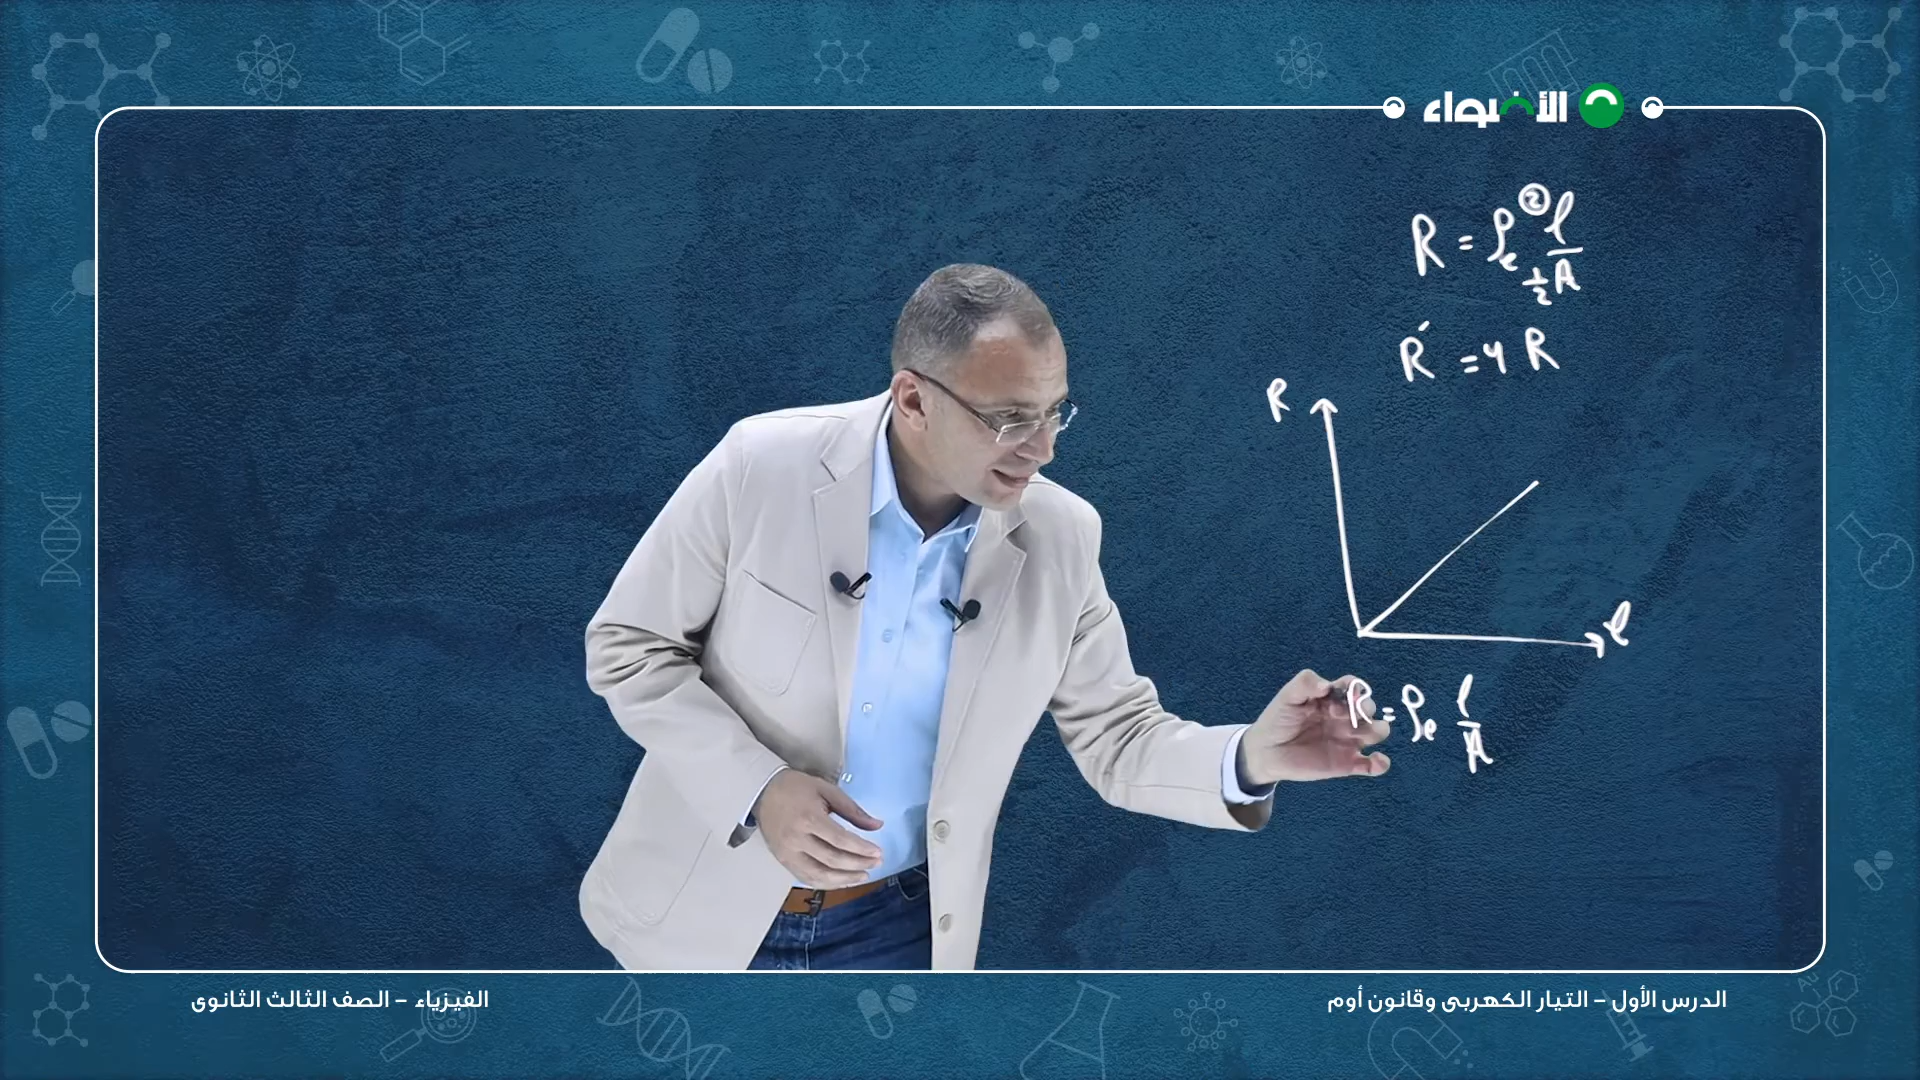 الأضواء
R = ρe ② l / ½ A
R′ = 4 R
R
l
R = ρe l / A
الدرس الأول - التيار الكهربى وقانون أوم
الفيزياء - الصف الثالث الثانوى